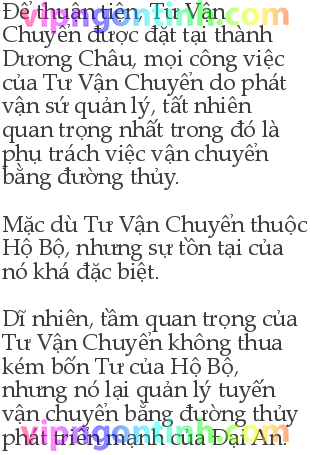 Để thuận tiện, Tư Vận
Chuyển được đặt tại thành
Dương Châu, mọi công việc
của Tư Vận Chuyển do phát
vận sứ quản lý, tất nhiên
quan trọng nhất trong đó là
phụ trách việc vận chuyển
bằng đường thủy.
Mặc dù Tư Vận Chuyển thuộc
Hộ Bộ, nhưng sự tồn tại của
nó khá đặc biệt.
Dĩ nhiên, tầm quan trọng của
Tư Vận Chuyển không thua
kém bốn Tư của Hộ Bộ,
nhưng nó lại quản lý tuyến
vận chuyển bằng đường thủy
phát triển mạnh của Đại An.
vipngontinh.com
vipngontinh.com